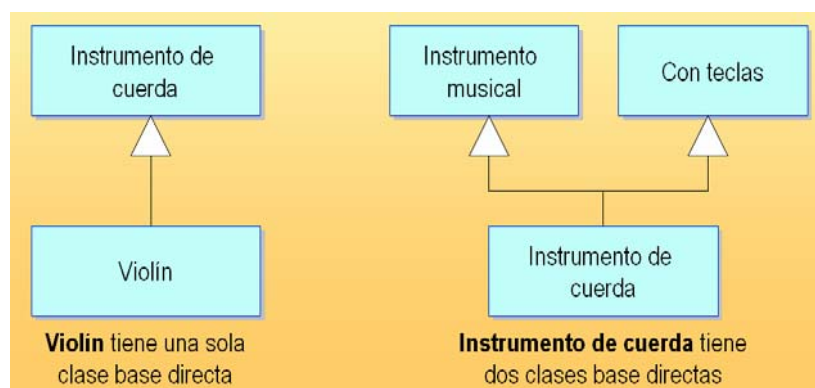 Instrumento de
cuerda
Violín
Violín tiene una sola
clase base directa
Instrumento
musical
Con teclas
Instrumento de
cuerda
Instrumento de cuerda tiene
dos clases base directas